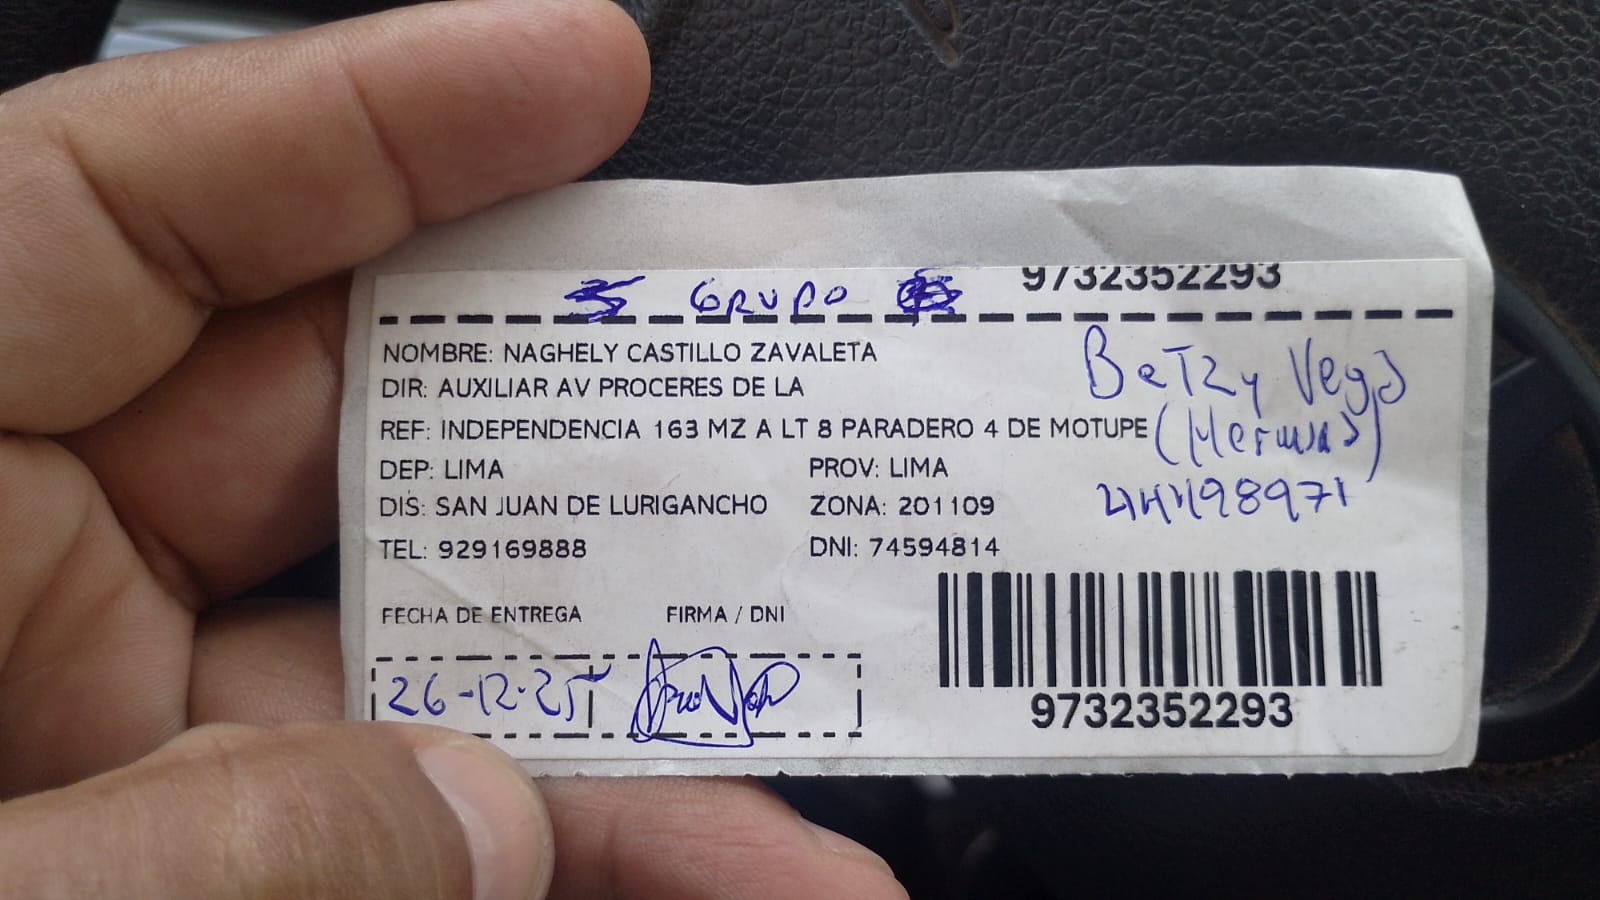 GRUPO 9732352293
NOMBRE: NAGHELY CASTILLO ZAVALETA
DIR: AUXILIAR AV PROCERES DE LA
Betzy Vega
REF: INDEPENDENCIA 163 MZ A LT 8 PARADERO 4 DE MOTUPE
(Hermana)
DEP: LIMA PROV: LIMA
DIS: SAN JUAN DE LURIGANCHO ZONA: 201109
TEL: 929169888 DNI: 74594814
FECHA DE ENTREGA FIRMA / DNI
26-12-25
9732352293